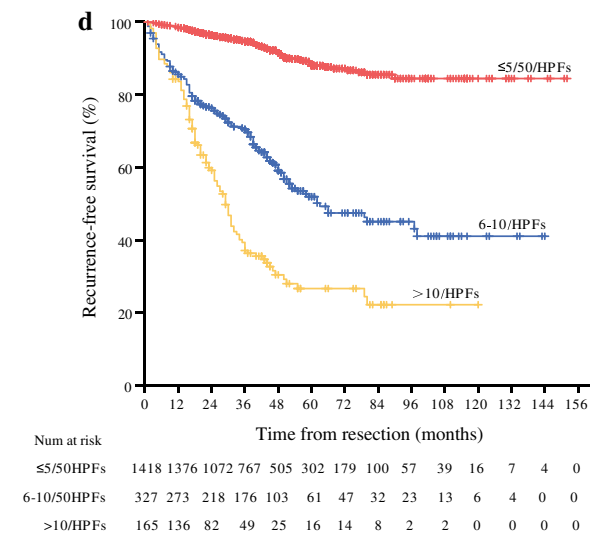 d
100
80
60
40
20
0
Recurrence-free survival (%)
≤5/50/HPFs
6-10/HPFs
>10/HPFs
0 12 24 36 48 60 72 84 96 108 120 132 144 156
Time from resection (months)
Num at risk
≤5/50HPFs 1418 1376 1072 767 505 302 179 100 57 39 16 7 4 0
6-10/50HPFs 327 273 218 176 103 61 47 32 23 13 6 4 0 0
>10/HPFs 165 136 82 49 25 16 14 8 2 2 0 0 0 0